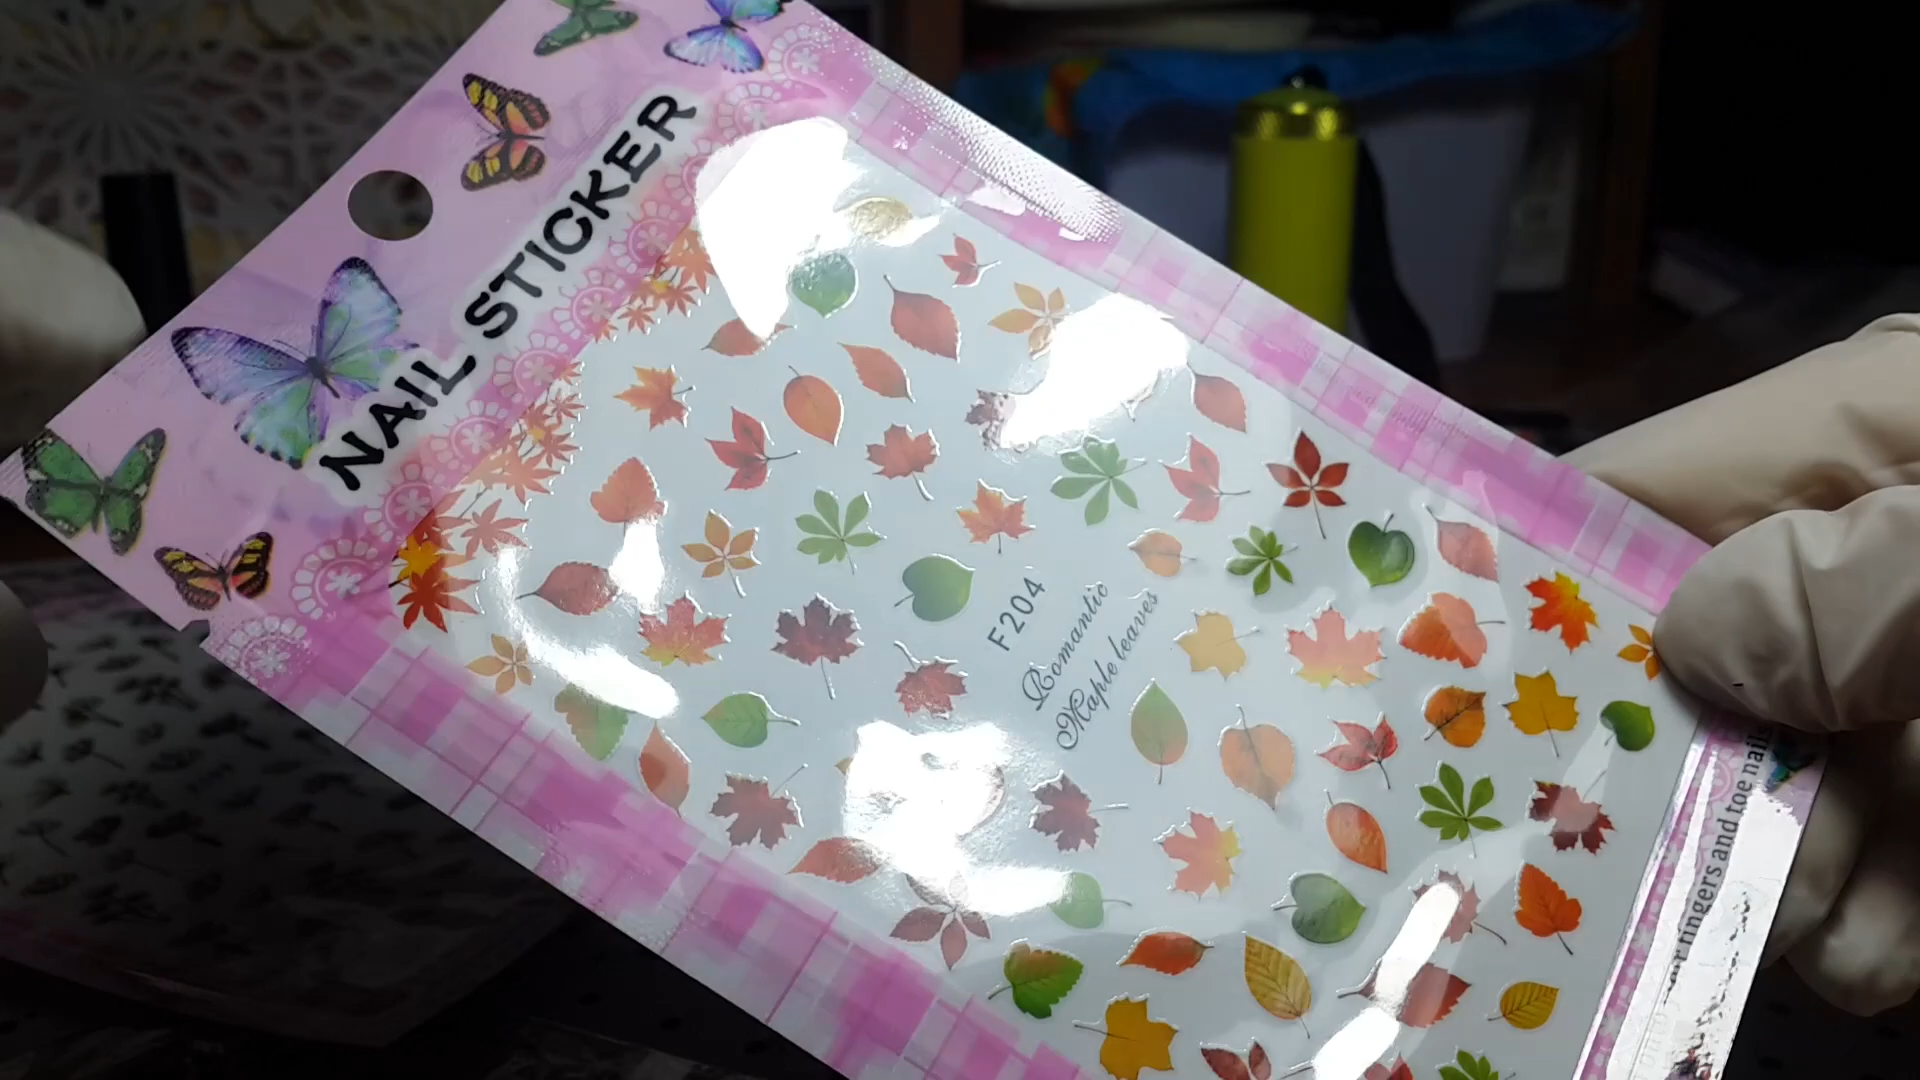 NAIL STICKER
F204
Romantic
Maple leaves
fingers and toe nails